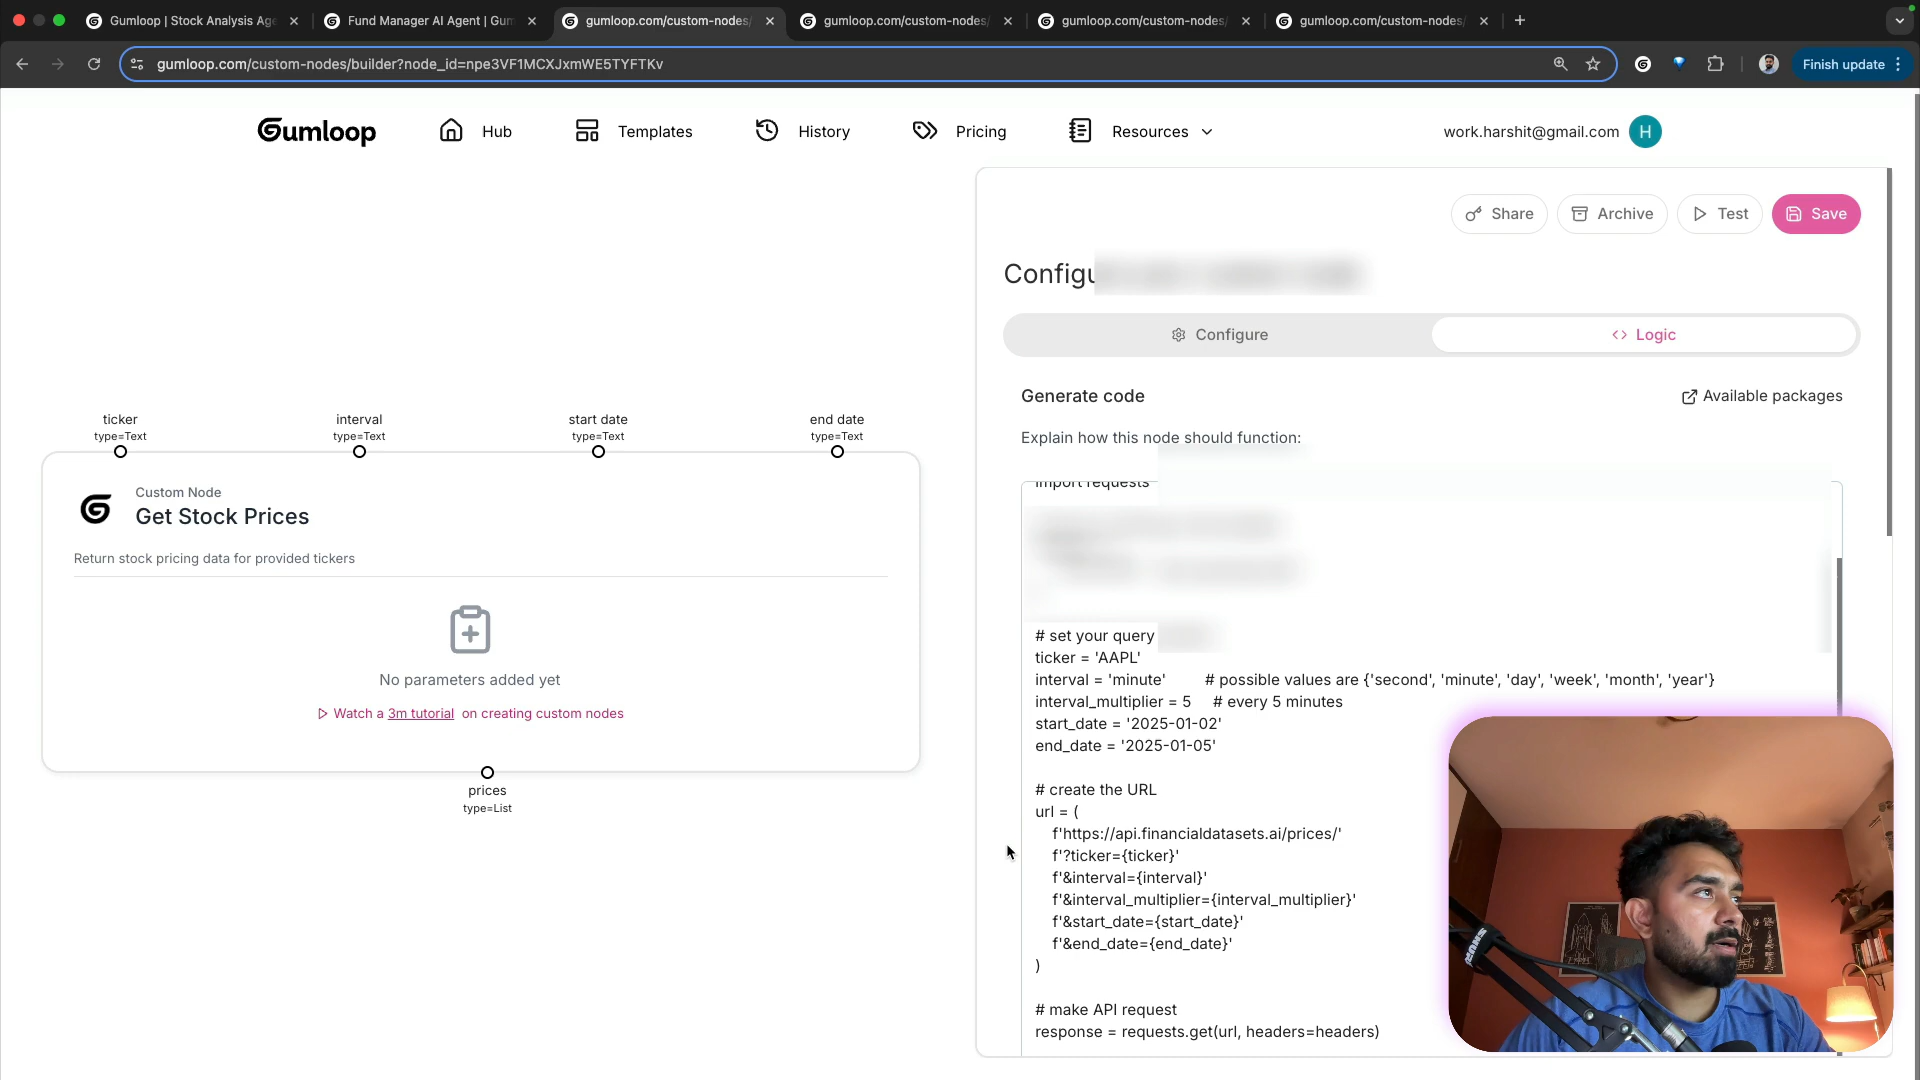 Gumloop | Stock Analysis Age
Fund Manager AI Agent | Gum
gumloop.com/custom-nodes/
gumloop.com/custom-nodes/
gumloop.com/custom-nodes/
gumloop.com/custom-nodes/
gumloop.com/custom-nodes/builder?node_id=npe3VF1MCXJxmWE5TYFTKv
Finish update
Gumloop
Hub
Templates
History
Pricing
Resources
work.harshit@gmail.com
H
Share
Archive
Test
Save
Configu
Configure
Logic
Generate code
Available packages
Explain how this node should function:
import requests
# set your query
ticker = 'AAPL'
interval = 'minute' # possible values are {'second', 'minute', 'day', 'week', 'month', 'year'}
interval_multiplier = 5 # every 5 minutes
start_date = '2025-01-02'
end_date = '2025-01-05'
# create the URL
url = (
f'https://api.financialdatasets.ai/prices/'
f'?ticker={ticker}'
f'&interval={interval}'
f'&interval_multiplier={interval_multiplier}'
f'&start_date={start_date}'
f'&end_date={end_date}'
)
# make API request
response = requests.get(url, headers=headers)
ticker
type=Text
interval
type=Text
start date
type=Text
end date
type=Text
Custom Node
Get Stock Prices
Return stock pricing data for provided tickers
No parameters added yet
Watch a 3m tutorial on creating custom nodes
prices
type=List